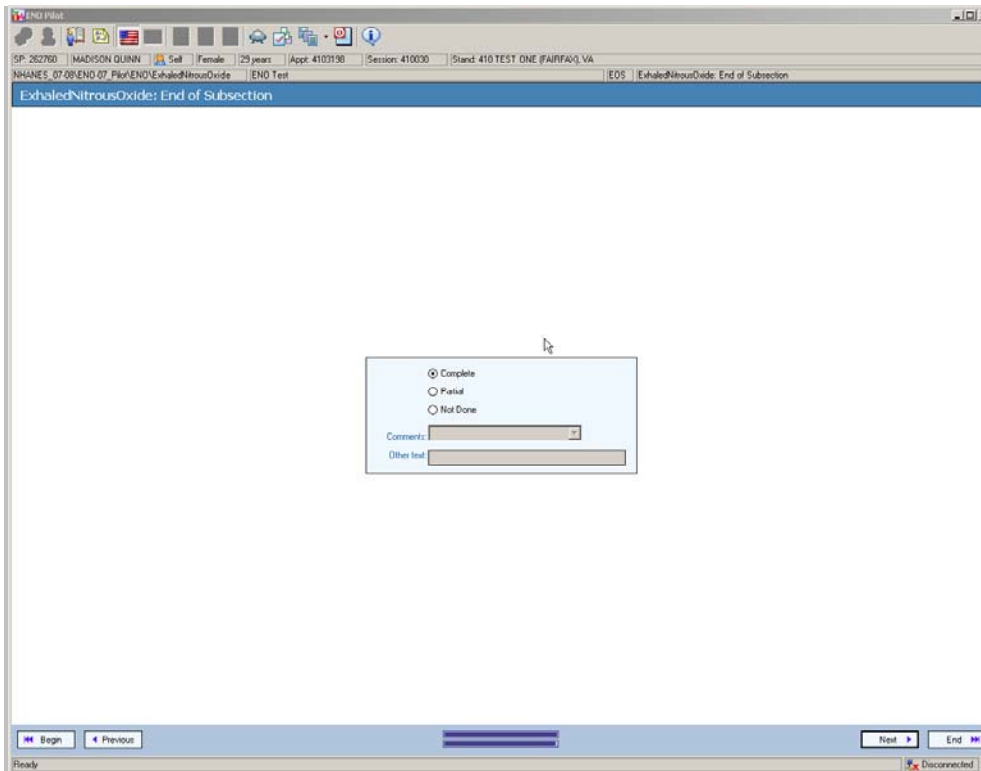 ENO Pilot
SP: 262760 MADISON QUINN Self Female 29 years Appt: 4103198 Session: 410030 Stand: 410 TEST ONE (FAIRFAX), VA
NHANES_07-08\ENO-07_Pilot\ENO\ExhaledNitrousOxide ENO Test EOS ExhaledNitrousOxide: End of Subsection
ExhaledNitrousOxide: End of Subsection
Complete
Partial
Not Done
Comments:
Other text:
Begin Previous Next End
Ready Disconnected